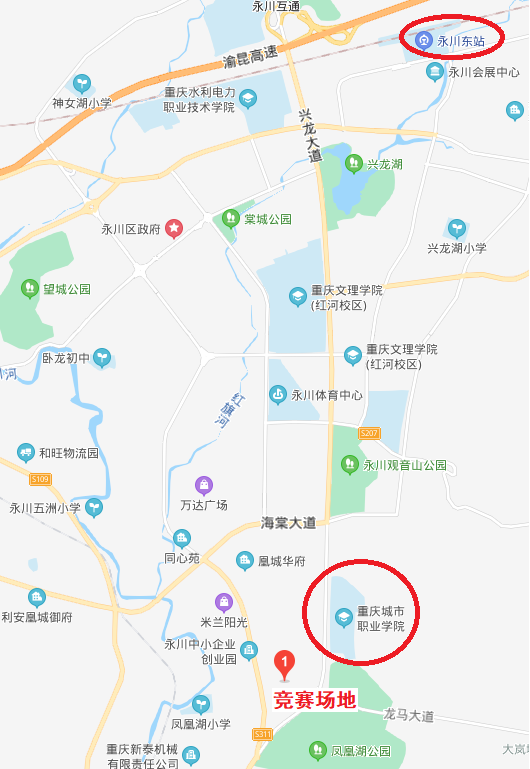 永川互通
永川东站
渝昆高速
永川会展中心
神女湖小学
重庆水利电力
职业技术学院
兴龙大道
兴龙湖
棠城公园
永川区政府
兴龙湖小学
望城公园
重庆文理学院
(红河校区)
重庆文理学院
(红河校区)
卧龙初中
河
红旗河
永川体育中心
S207
和旺物流园
永川观音山公园
S109
万达广场
永川五洲小学
海棠大道
同心苑
凰城华府
利安凰城御府
米兰阳光
重庆城市
职业学院
永川中小企业
创业园
1
竞赛场地
凤凰湖小学
龙马大道
S311
重庆新泰机械
有限责任公司
凤凰湖公园
大岚